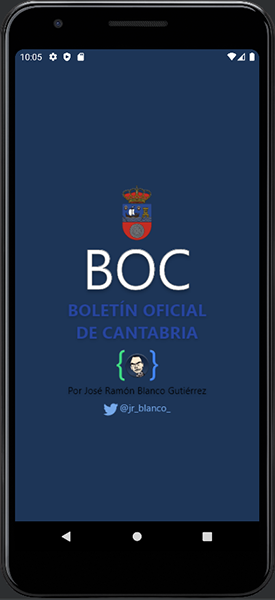 10:05
BOC
BOLETÍN OFICIAL
DE CANTABRIA
{ }
Por José Ramón Blanco Gutiérrez
@jr_blanco_